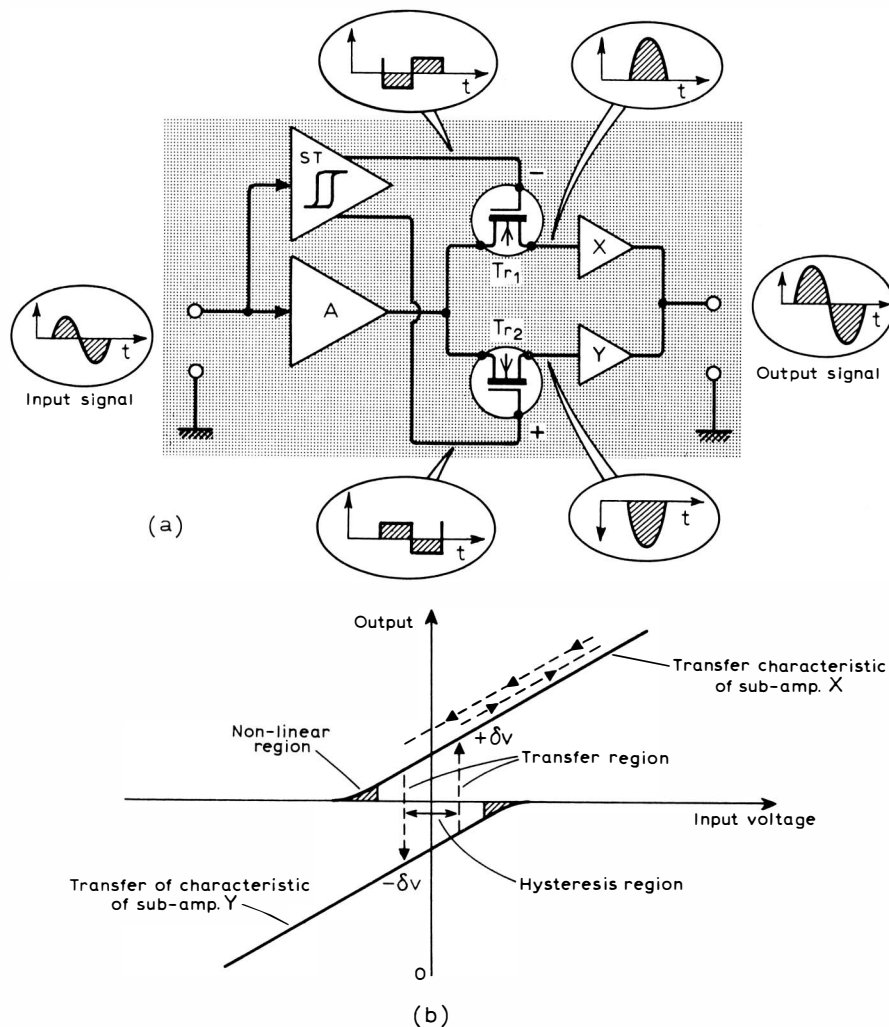 t
t
ST
−
Tr1
X
A
Tr2
Y
+
t
Input signal
t
Output signal
(a)
t
t
Output
Transfer characteristic
of sub-amp. X
Non-linear
region
+δv
Transfer region
Input voltage
Transfer of characteristic
of sub-amp. Y
−δv
Hysteresis region
O
(b)